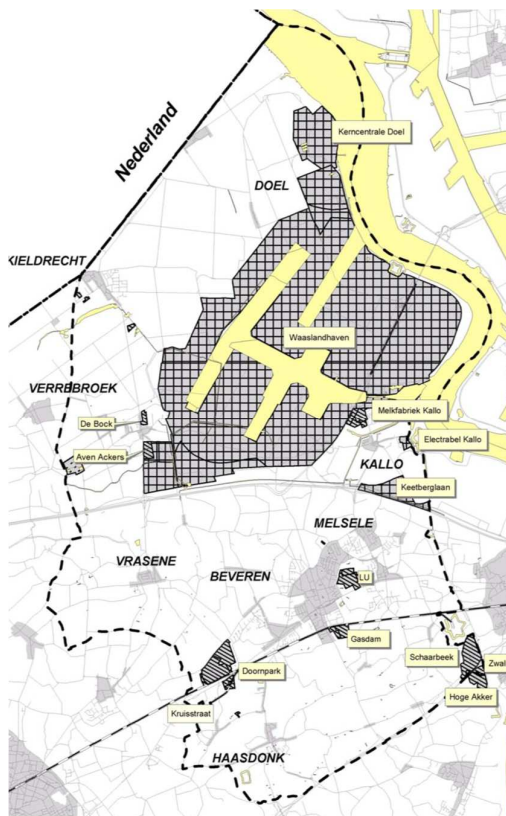 Nederland
Kerncentrale Doel
DOEL
KIELDRECHT
Waaslandhaven
VERREBROEK
De Bock
Melkfabriek Kallo
Aven Ackers
Electrabel Kallo
KALLO
Keetberglaan
MELSELE
VRASENE
BEVEREN
LU
Gasdam
Schaarbeek
Zwal
Doornpark
Hoge Akker
Kruisstraat
HAASDONK